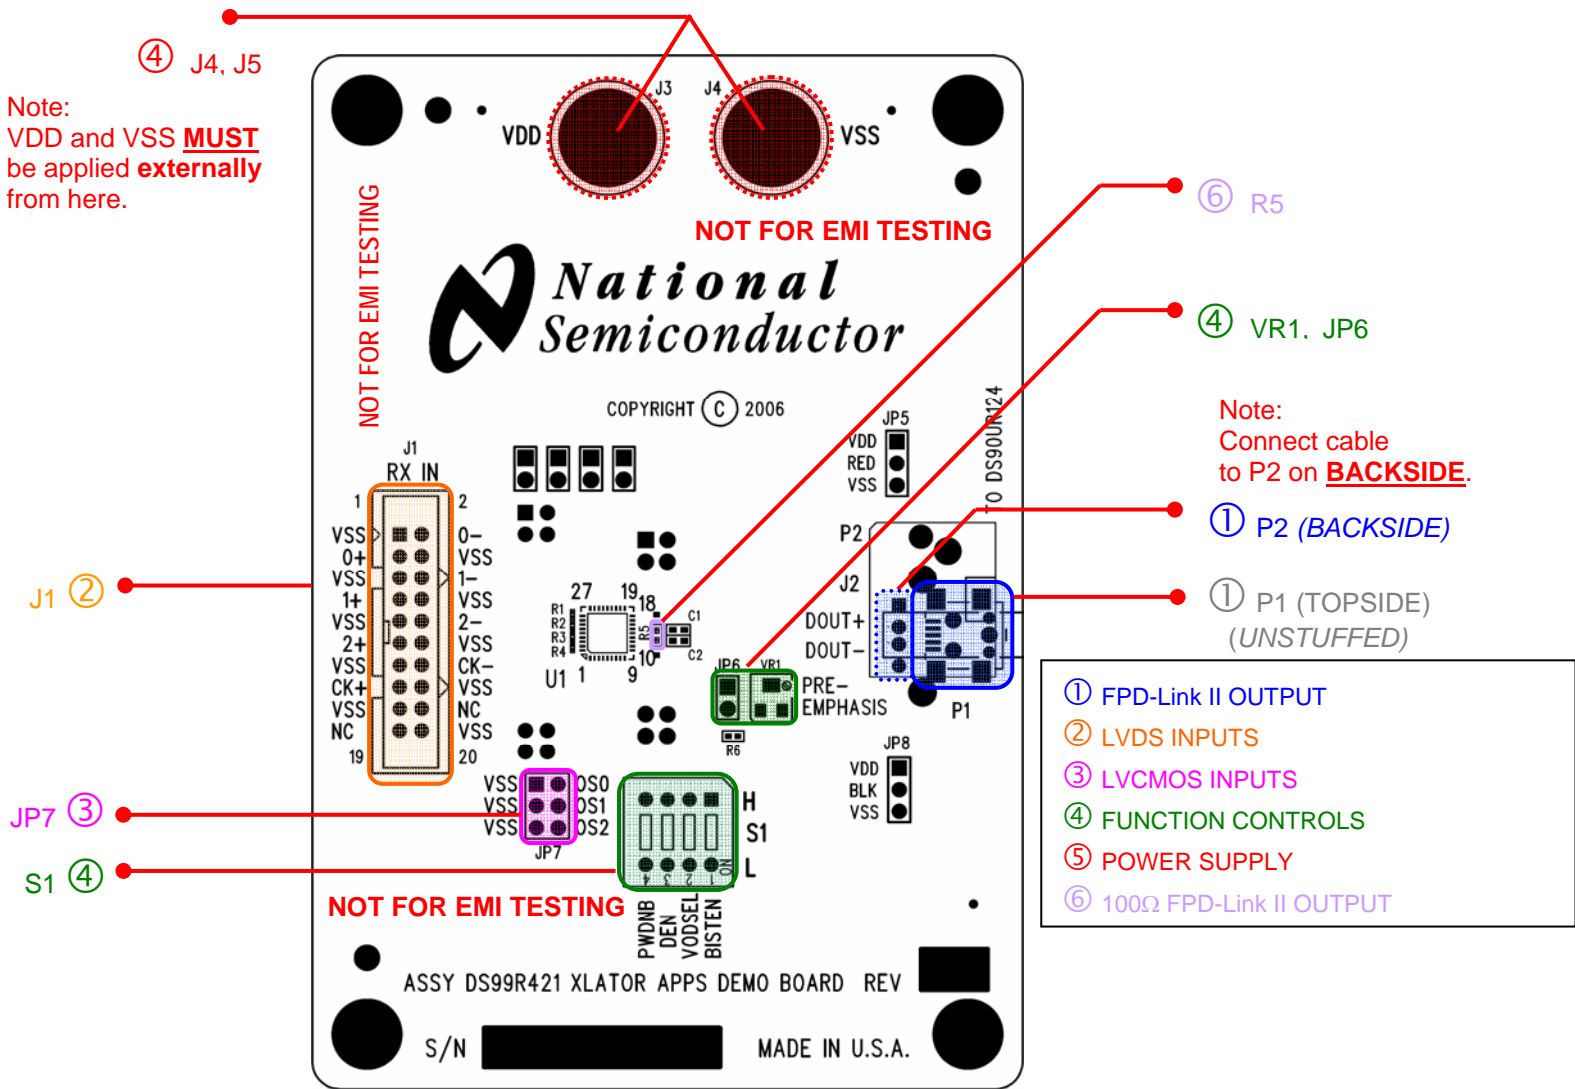 ④ J4, J5
Note:
VDD and VSS MUST
be applied externally
from here.
J3
J4
VDD
VSS
NOT FOR EMI TESTING
NOT FOR EMI TESTING
National
Semiconductor
COPYRIGHT C 2006
⑥ R5
④ VR1, JP6
Note:
Connect cable
to P2 on BACKSIDE.
① P2 (BACKSIDE)
① P1 (TOPSIDE)
(UNSTUFFED)
JP5
VDD
RED
VSS
TO DS90UR124
J1
RX IN
1 2
VSS 0-
0+ VSS
VSS 1-
1+ VSS
VSS 2-
2+ VSS
VSS CK-
CK+ VSS
VSS NC
NC VSS
19 20
J1 ②
27 19
18
R1
R2
R3
R4
R5
C1
C2
10
U1 1 9
P2
J2
DOUT+
DOUT-
P1
JP6 VR1
PRE-
EMPHASIS
R6
JP8
VDD
BLK
VSS
JP7 ③
VSS OS0
VSS OS1
VSS OS2
JP7
S1 ④
H
S1
L
4 3 2 1
ON
PWDNB
DEN
VODSEL
BISTEN
NOT FOR EMI TESTING
① FPD-Link II OUTPUT
② LVDS INPUTS
③ LVCMOS INPUTS
④ FUNCTION CONTROLS
⑤ POWER SUPPLY
⑥ 100Ω FPD-Link II OUTPUT
ASSY DS99R421 XLATOR APPS DEMO BOARD REV
S/N
MADE IN U.S.A.